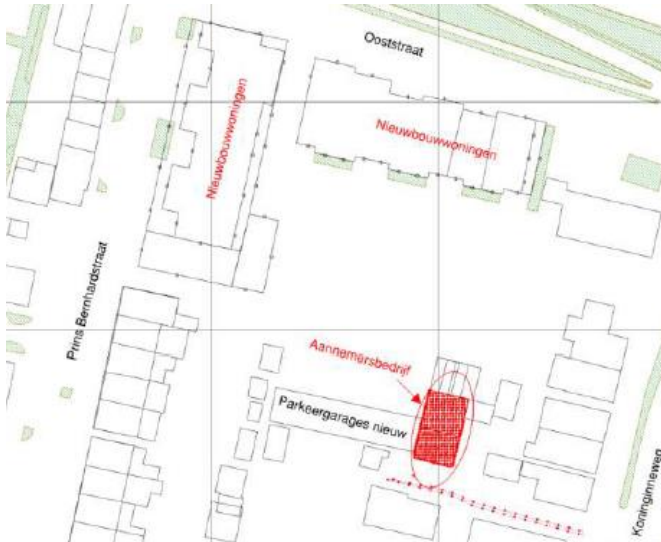 Ooststraat
Nieuwbouwwoningen
Nieuwbouwwoningen
Prins Bernhardstraat
Aannemersbedrijf
Parkeergarages nieuw
Koninginneweg